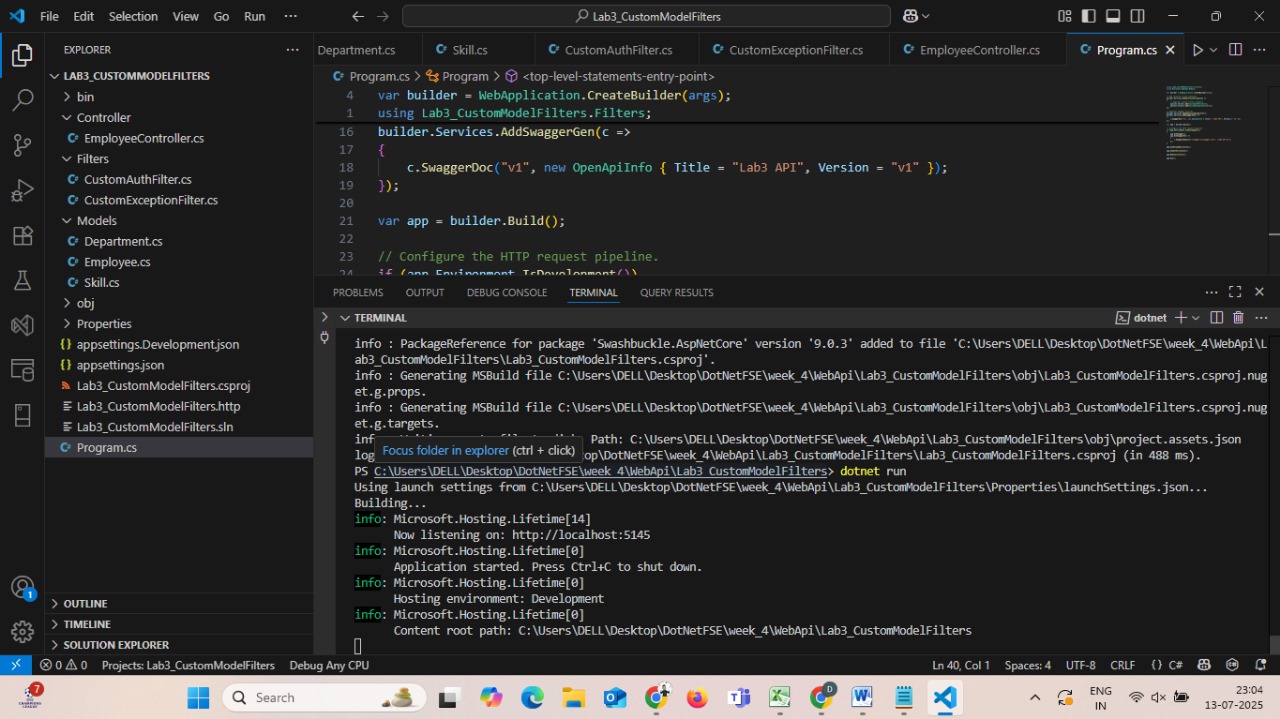 File Edit Selection View Go Run ... Lab3_CustomModelFilters
EXPLORER
LAB3_CUSTOMMODELFILTERS
bin
Controller
EmployeeController.cs
Filters
CustomAuthFilter.cs
CustomExceptionFilter.cs
Models
Department.cs
Employee.cs
Skill.cs
obj
Properties
appsettings.Development.json
appsettings.json
Lab3_CustomModelFilters.csproj
Lab3_CustomModelFilters.http
Lab3_CustomModelFilters.sln
Program.cs
OUTLINE
TIMELINE
SOLUTION EXPLORER
Department.cs Skill.cs CustomAuthFilter.cs CustomExceptionFilter.cs EmployeeController.cs Program.cs
Program.cs > Program > <top-level-statements-entry-point>
4 var builder = WebApplication.CreateBuilder(args);
1 using Lab3_CustomModelFilters.Filters;
16 builder.Services.AddSwaggerGen(c =>
17 {
18 c.SwaggerDoc("v1", new OpenApiInfo { Title = "Lab3 API", Version = "v1" });
19 });
20
21 var app = builder.Build();
22
23 // Configure the HTTP request pipeline.
24 if (app.Environment.IsDevelopment())
PROBLEMS OUTPUT DEBUG CONSOLE TERMINAL QUERY RESULTS
TERMINAL dotnet
info : PackageReference for package 'Swashbuckle.AspNetCore' version '9.0.3' added to file 'C:\Users\DELL\Desktop\DotNetFSE\week_4\WebApi\L
ab3_CustomModelFilters\Lab3_CustomModelFilters.csproj'.
info : Generating MSBuild file C:\Users\DELL\Desktop\DotNetFSE\week_4\WebApi\Lab3_CustomModelFilters\obj\Lab3_CustomModelFilters.csproj.nug
et.g.props.
info : Generating MSBuild file C:\Users\DELL\Desktop\DotNetFSE\week_4\WebApi\Lab3_CustomModelFilters\obj\Lab3_CustomModelFilters.csproj.nug
et.g.targets.
Path: C:\Users\DELL\Desktop\DotNetFSE\week_4\WebApi\Lab3_CustomModelFilters\obj\project.assets.json
Focus folder in explorer (ctrl + click)
log op\DotNetFSE\week_4\WebApi\Lab3_CustomModelFilters\Lab3_CustomModelFilters.csproj (in 488 ms).
PS C:\Users\DELL\Desktop\DotNetFSE\week_4\WebApi\Lab3_CustomModelFilters> dotnet run
Using launch settings from C:\Users\DELL\Desktop\DotNetFSE\week_4\WebApi\Lab3_CustomModelFilters\Properties\launchSettings.json...
Building...
info: Microsoft.Hosting.Lifetime[14]
Now listening on: http://localhost:5145
info: Microsoft.Hosting.Lifetime[0]
Application started. Press Ctrl+C to shut down.
info: Microsoft.Hosting.Lifetime[0]
Hosting environment: Development
info: Microsoft.Hosting.Lifetime[0]
Content root path: C:\Users\DELL\Desktop\DotNetFSE\week_4\WebApi\Lab3_CustomModelFilters
1
0 0 Projects: Lab3_CustomModelFilters Debug Any CPU Ln 40, Col 1 Spaces: 4 UTF-8 CRLF {} C#
7 Search ENG 23:04
IN 13-07-2025